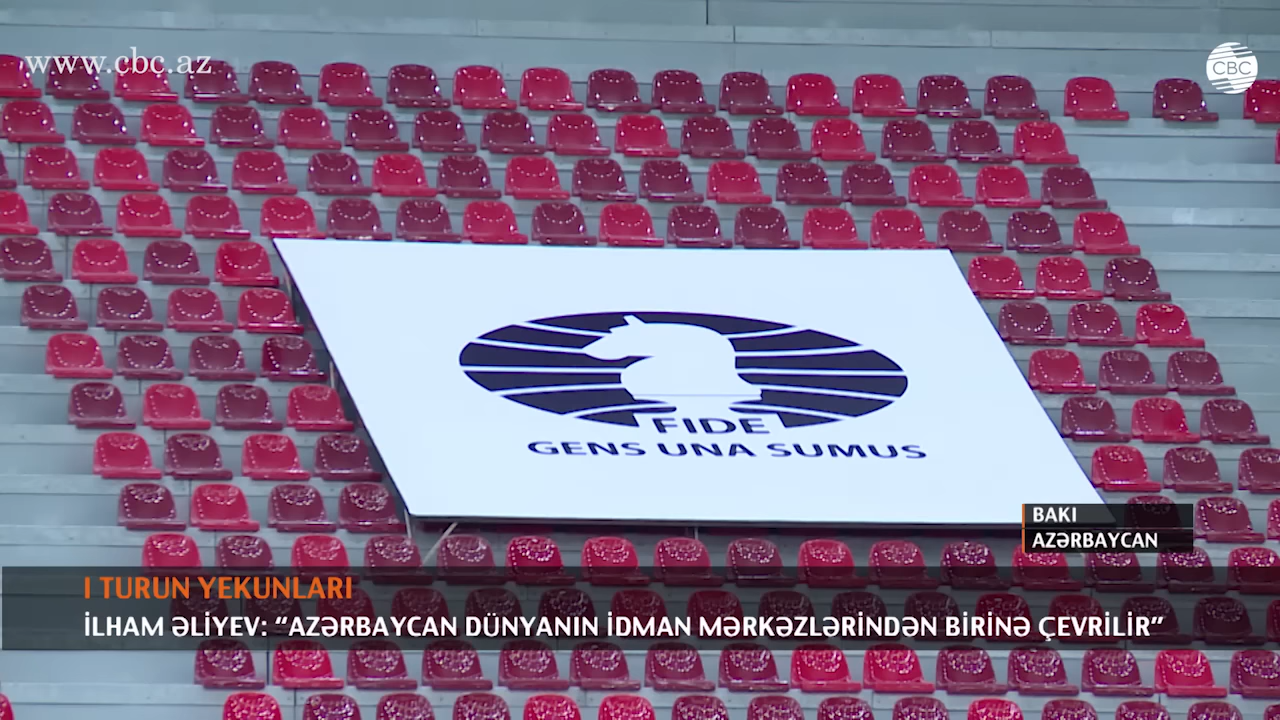 www.cbc.az
CBC
FIDE
GENS UNA SUMUS
BAKI
AZƏRBAYCAN
I TURUN YEKUNLARI
İLHAM ƏLİYEV: “AZƏRBAYCAN DÜNYANIN İDMAN MƏRKƏZLƏRİNDƏN BİRİNƏ ÇEVRİLİR”